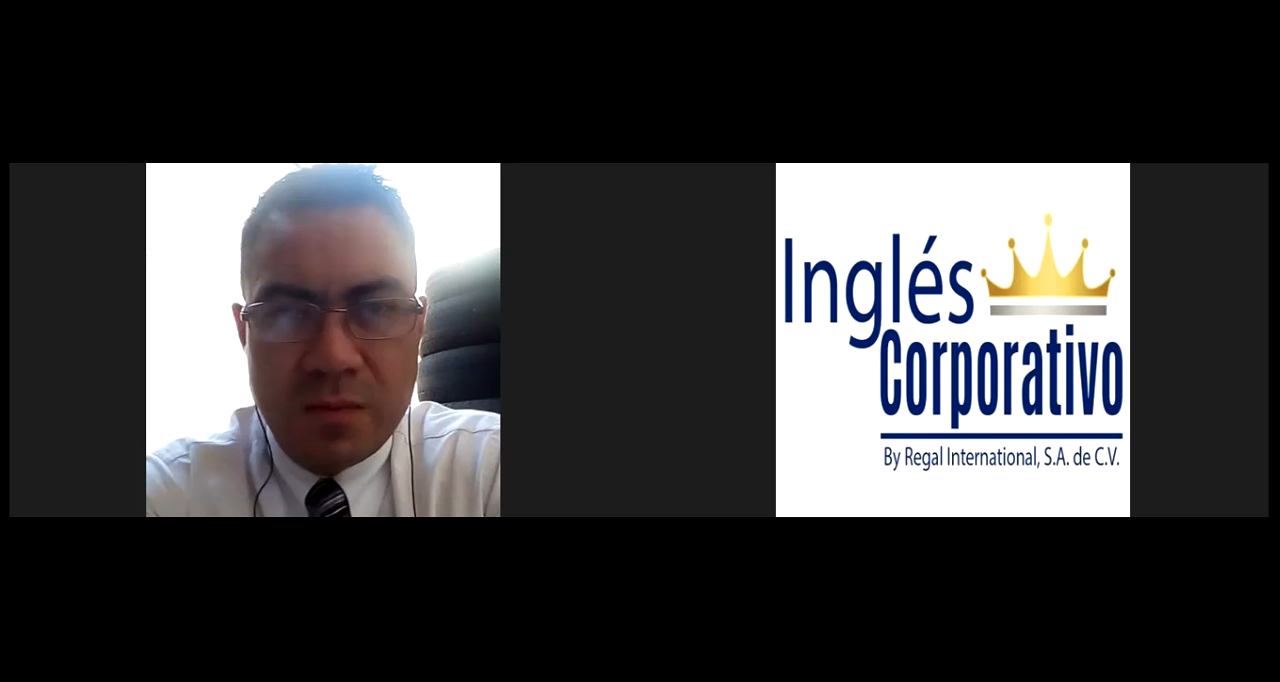 Inglés
Corporativo
By Regal International, S.A. de C.V.